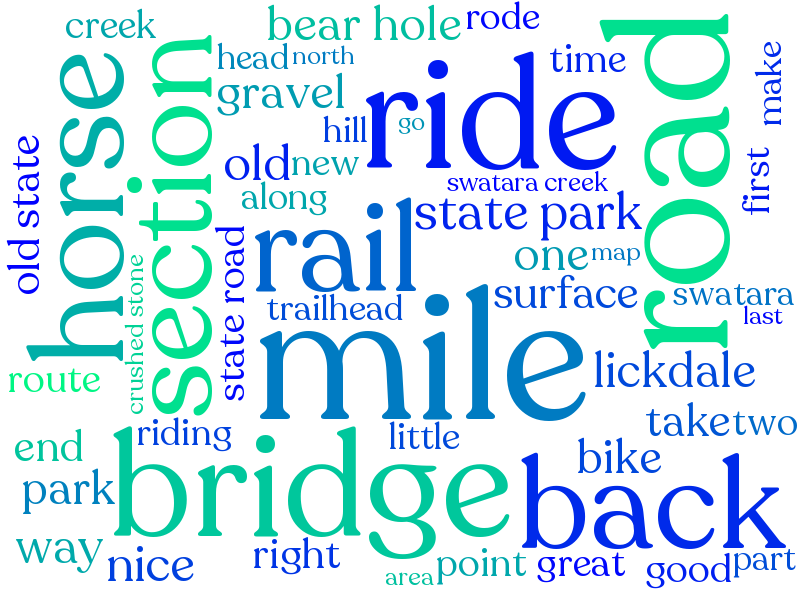 creek
bear hole
rode
head
north
time
gravel
ride
road
make
horse
section
hill
go
old
new
old state
first
along
swatara creek
state park
rail
one
map
state road
crushed stone
surface
swatara
trailhead
last
mile
route
lickdale
take
two
riding
little
end
bridge
bike
back
park
way
nice
right
area
point
great
good
part